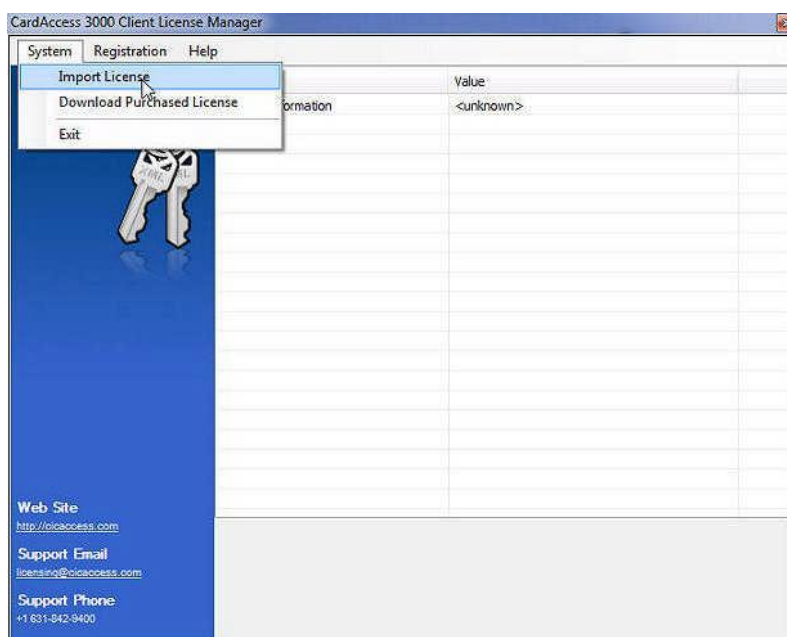 CardAccess 3000 Client License Manager
System Registration Help
Import License
Value
Download Purchased License
ormation
<unknown>
Exit
XML
Web Site
http://cicaccess.com
Support Email
licensing@cicaccess.com
Support Phone
+1 631-842-9400